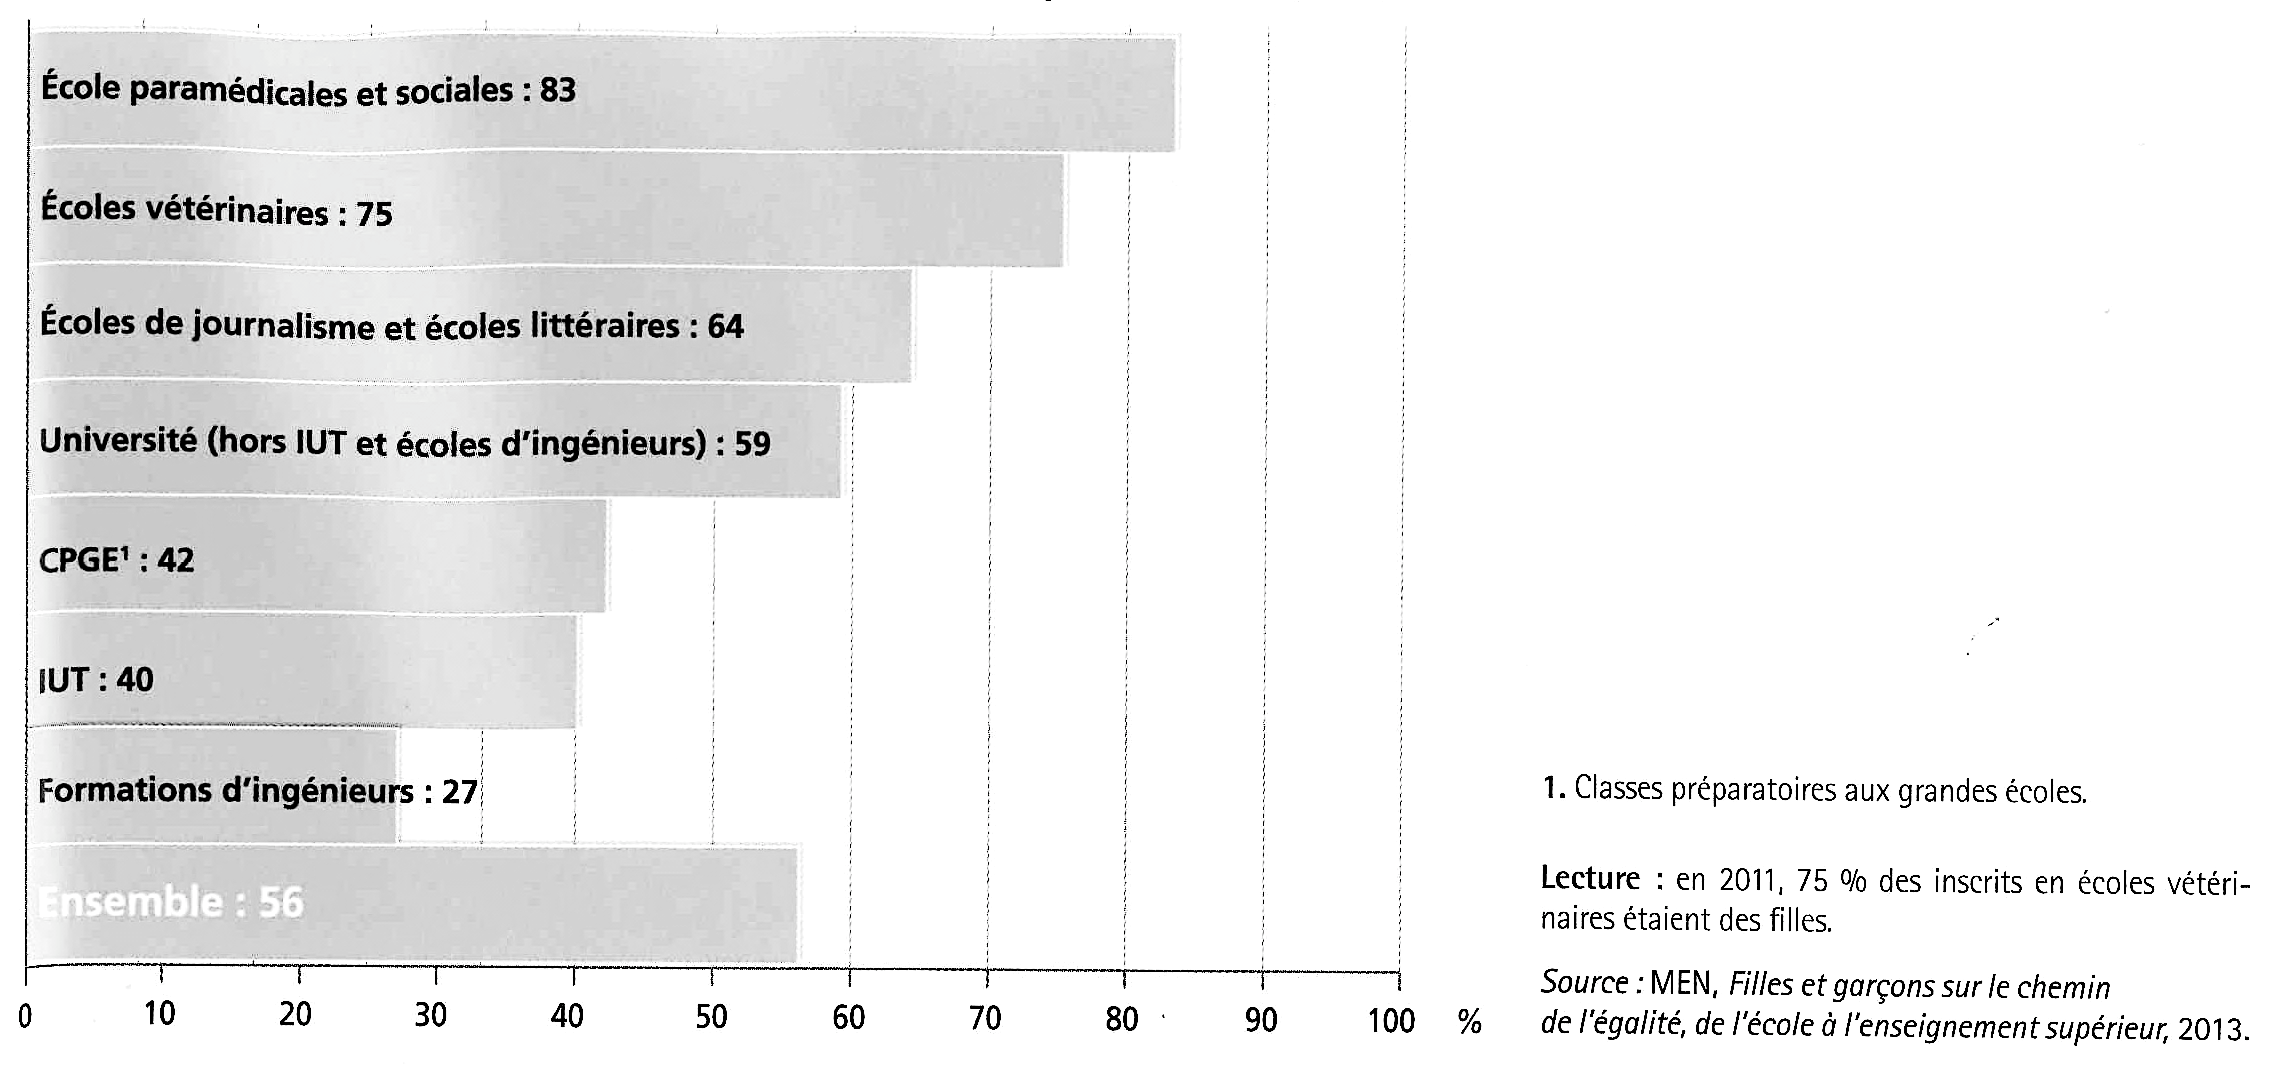 École paramédicales et sociales : 83
Écoles vétérinaires : 75
Écoles de journalisme et écoles littéraires : 64
Université (hors IUT et écoles d'ingénieurs) : 59
CPGE¹ : 42
IUT : 40
Formations d'ingénieurs : 27
Ensemble : 56
0 10 20 30 40 50 60 70 80 90 100 %
1. Classes préparatoires aux grandes écoles.
Lecture : en 2011, 75 % des inscrits en écoles vétéri-
naires étaient des filles.
Source : MEN, Filles et garçons sur le chemin
de l'égalité, de l'école à l'enseignement supérieur, 2013.